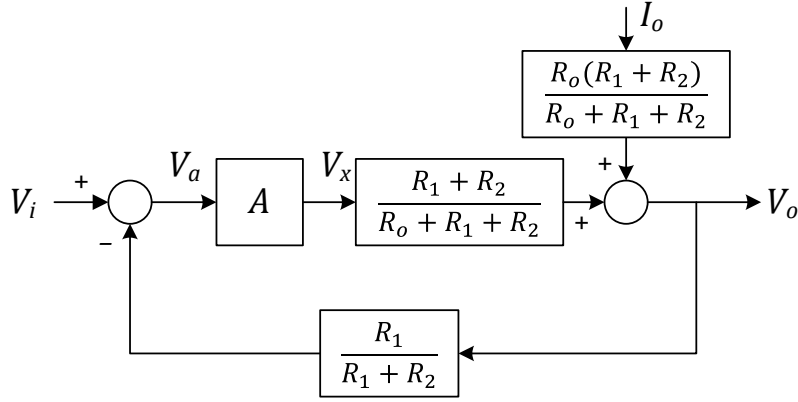 I_o
R_o(R_1 + R_2)
R_o + R_1 + R_2
+
V_i
+
−
V_a
A
V_x
R_1 + R_2
R_o + R_1 + R_2
+
V_o
R_1
R_1 + R_2